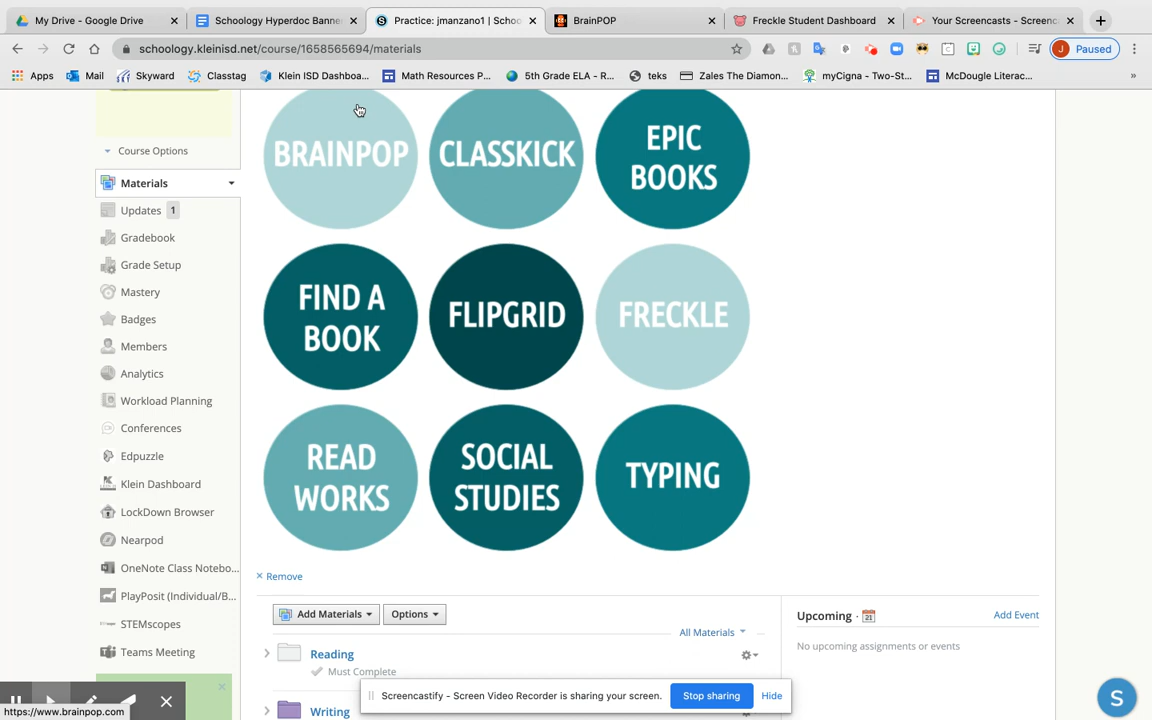 My Drive - Google Drive
Schoology Hyperdoc Banner
Practice: jmanzano1 | Schoo
BrainPOP
Freckle Student Dashboard
Your Screencasts - Screenc
schoology.kleinisd.net/course/1658565694/materials
J Paused
Apps
Mail
Skyward
Classtag
Klein ISD Dashboa...
Math Resources P...
5th Grade ELA - R...
teks
Zales The Diamon...
myCigna - Two-St...
McDougle Literac...
»
Course Options
Materials
Updates 1
Gradebook
Grade Setup
Mastery
Badges
Members
Analytics
Workload Planning
Conferences
Edpuzzle
Klein Dashboard
LockDown Browser
Nearpod
OneNote Class Notebo...
PlayPosit (Individual/B...
STEMscopes
Teams Meeting
BRAINPOP
CLASSKICK
EPIC
BOOKS
FIND A
BOOK
FLIPGRID
FRECKLE
READ
WORKS
SOCIAL
STUDIES
TYPING
× Remove
Add Materials
Options
All Materials
Reading
Must Complete
Writing
Upcoming ·
21
Add Event
No upcoming assignments or events
Screencastify - Screen Video Recorder is sharing your screen.
Stop sharing
Hide
https://www.brainpop.com
S